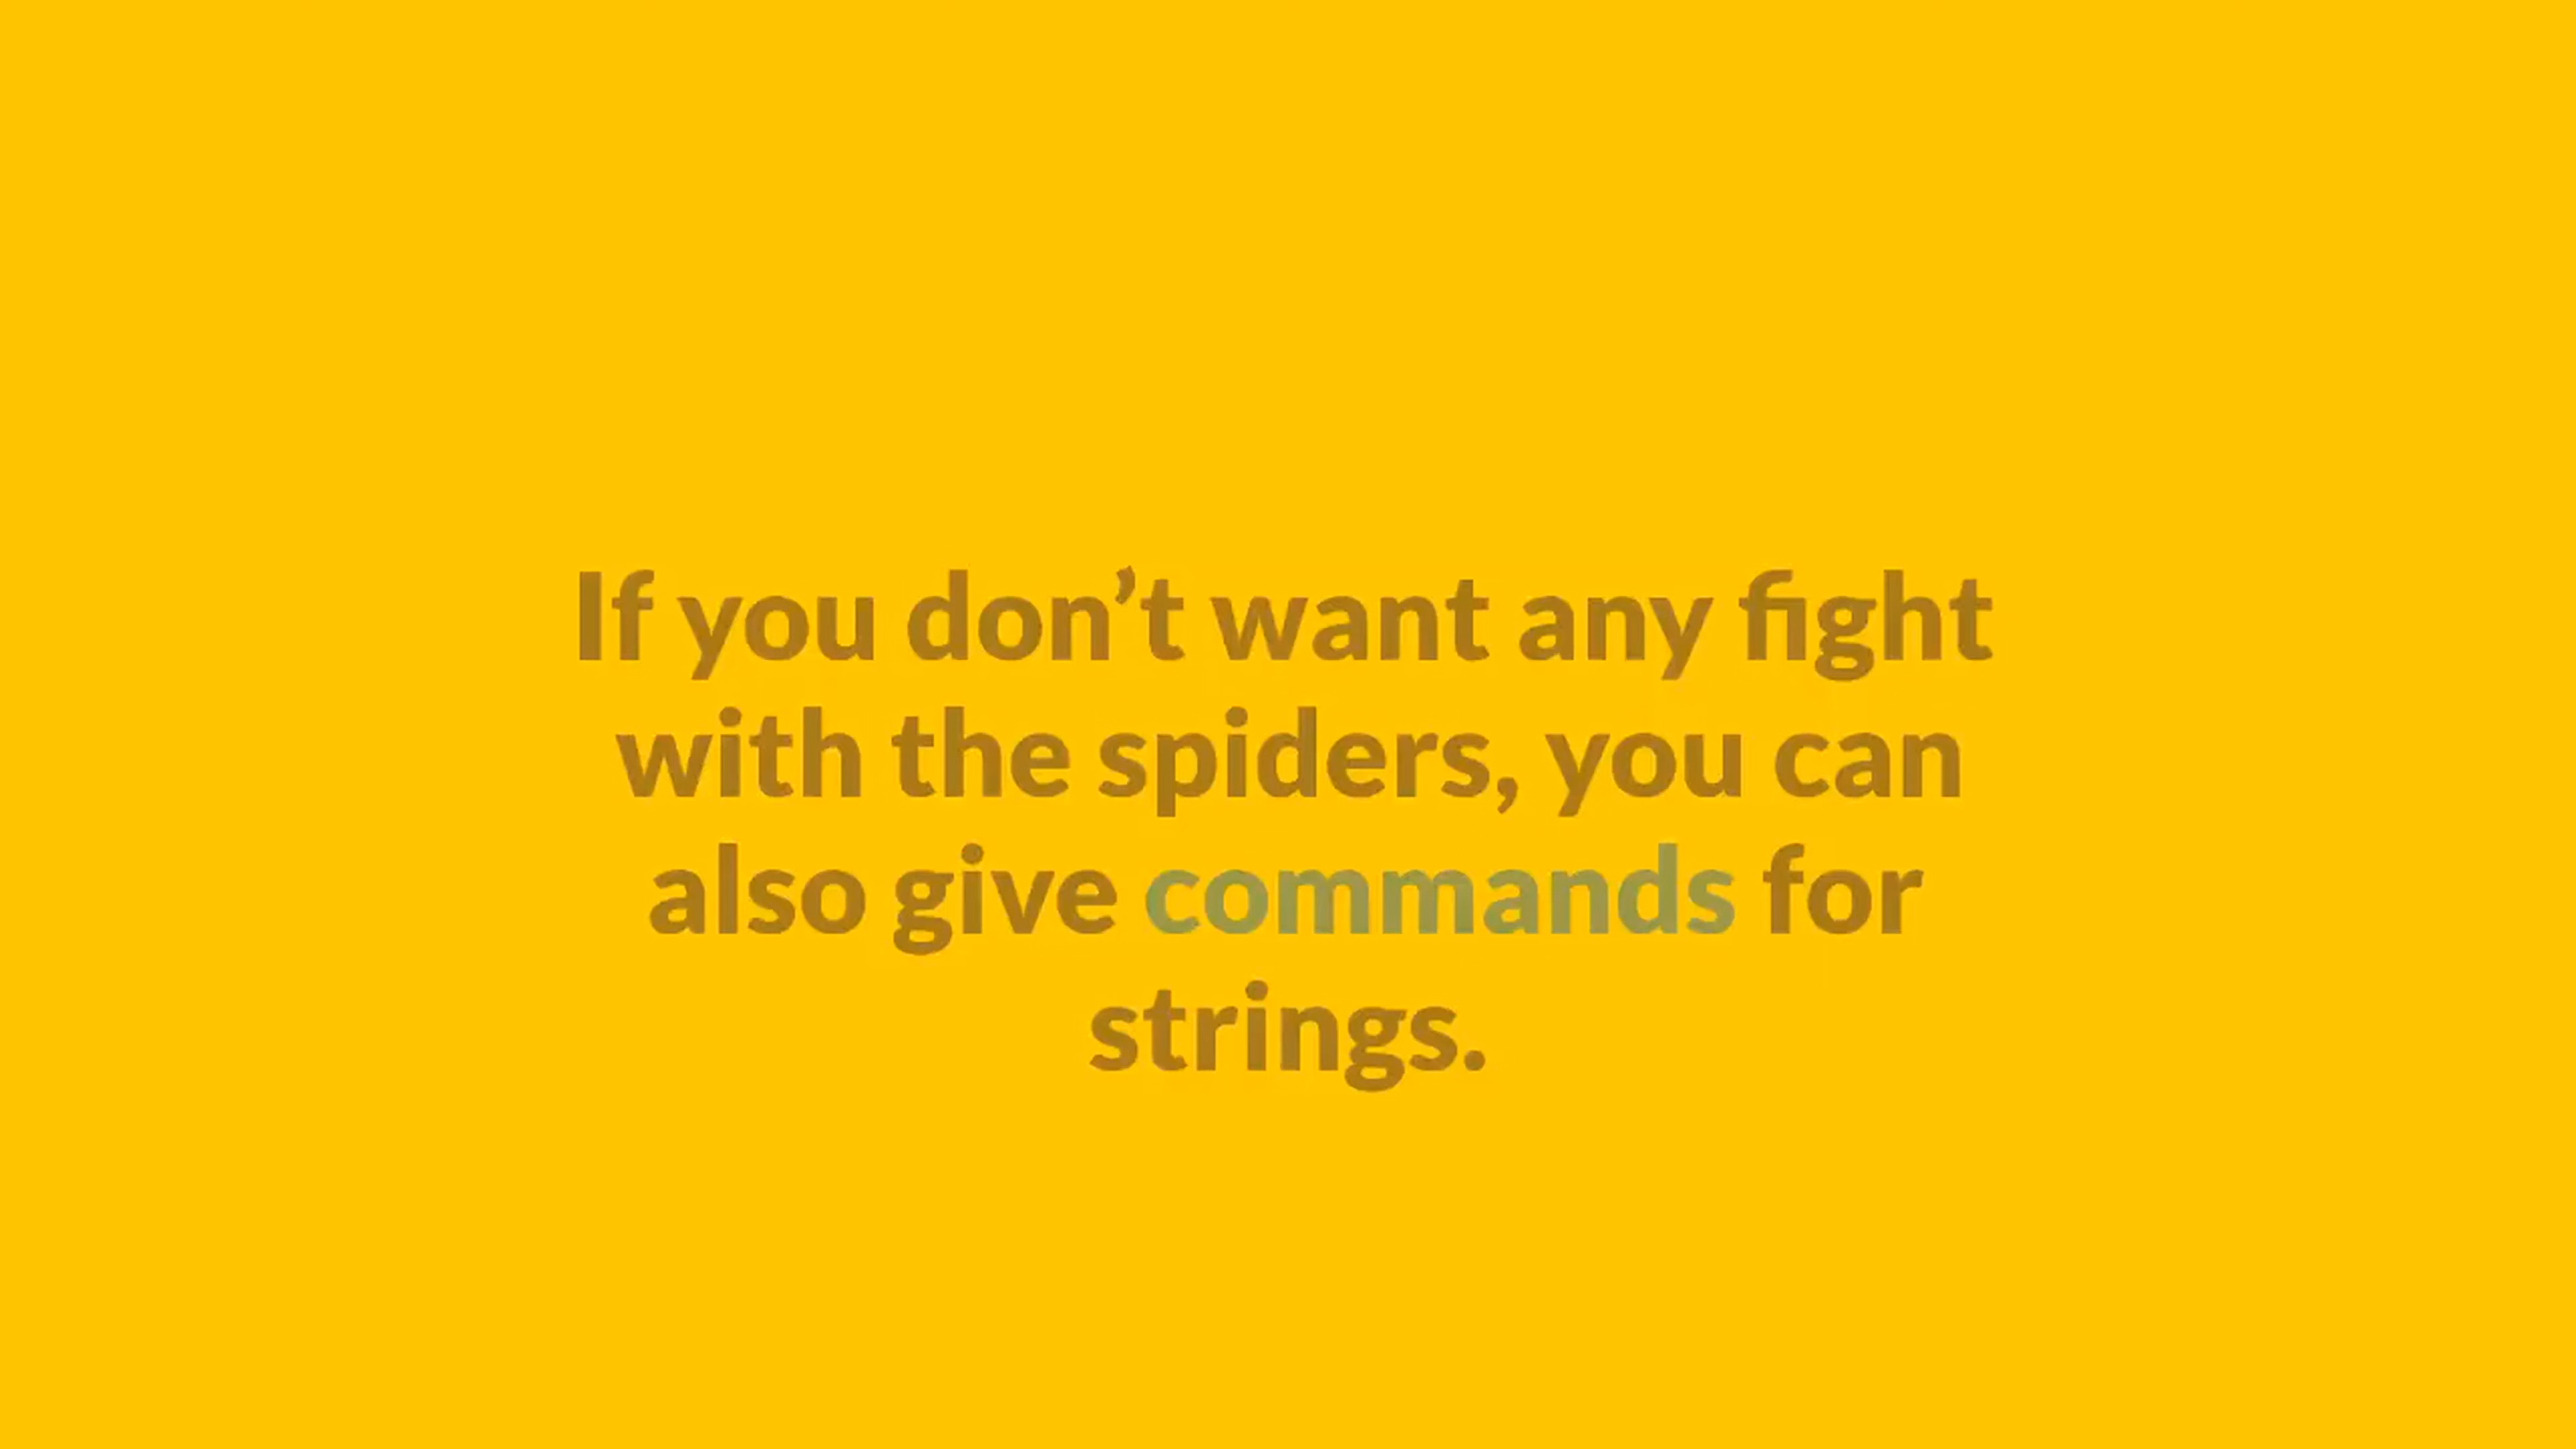 If you don’t want any fight
with the spiders, you can
also give commands for
strings.